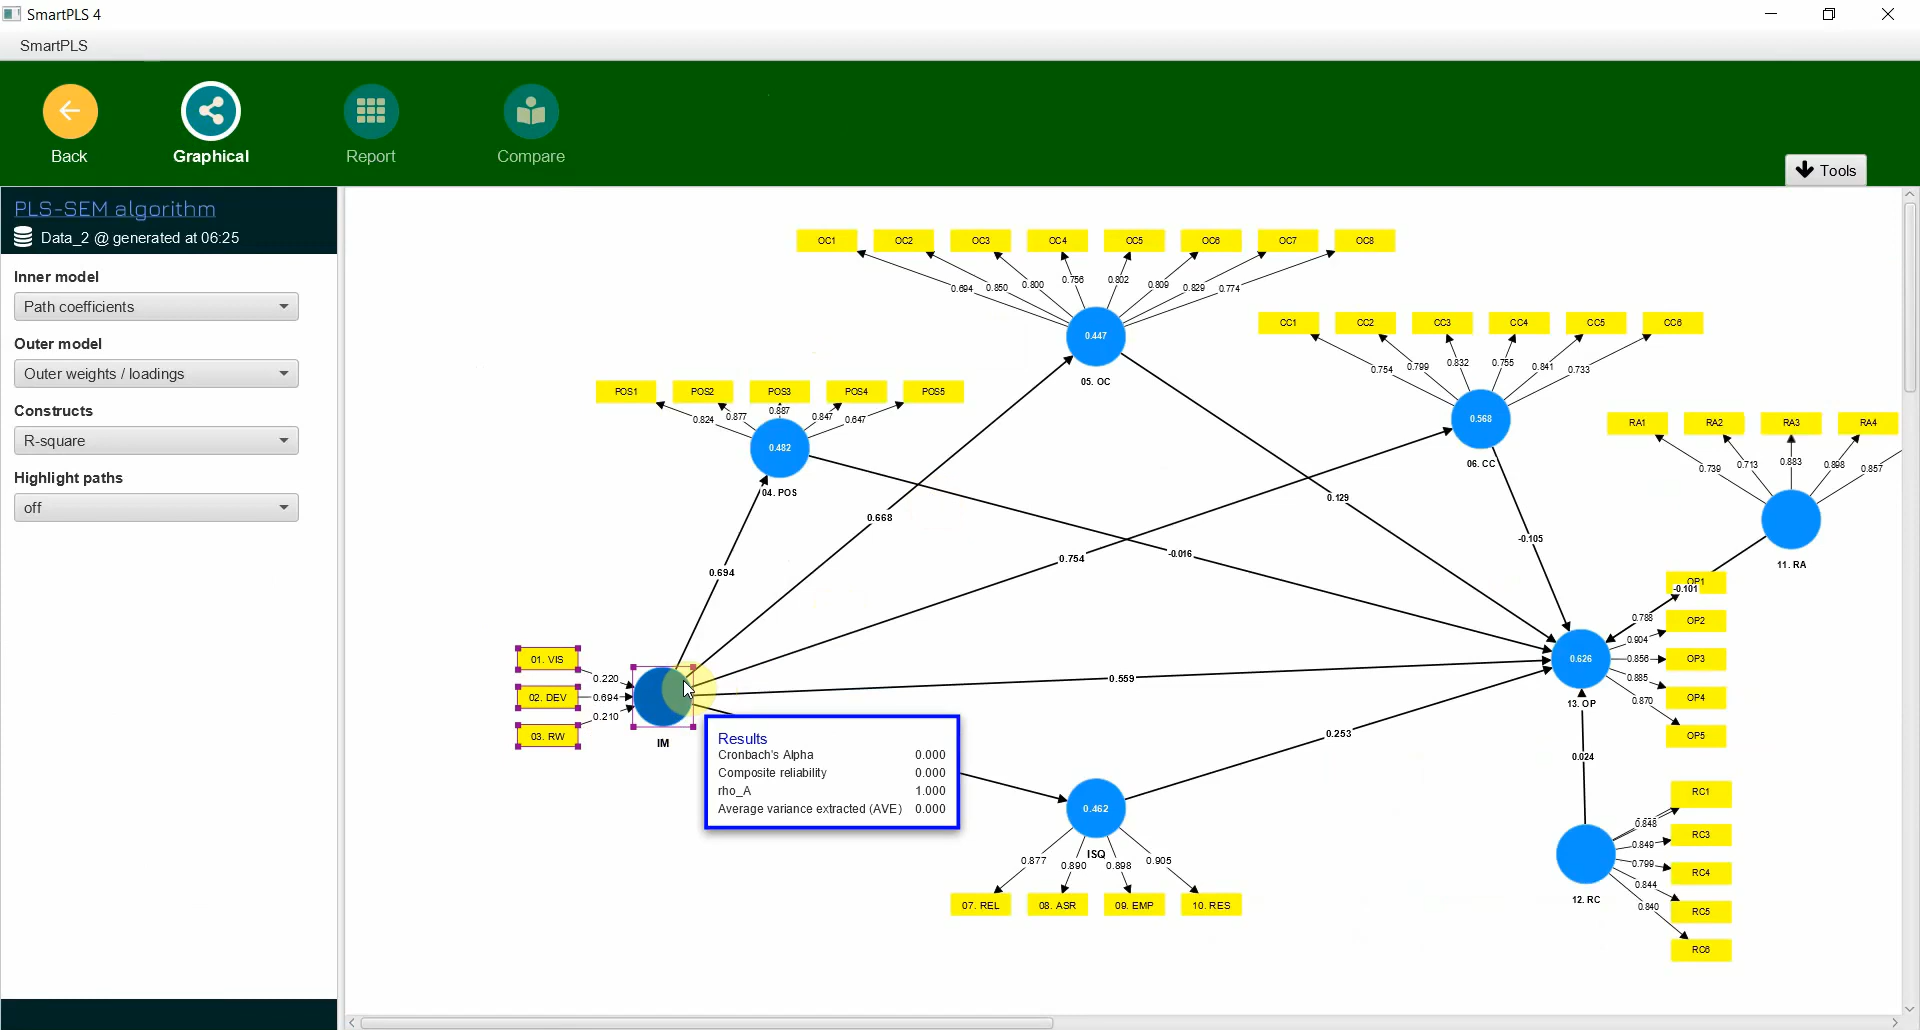 SmartPLS 4
SmartPLS
Back
Graphical
Report
Compare
Tools
PLS-SEM algorithm
Data_2 @ generated at 06:25
Inner model
Path coefficients
Outer model
Outer weights / loadings
Constructs
R-square
Highlight paths
off
OC1 OC2 OC3 OC4 OC5 OC6 OC7 OC8
0.694 0.850 0.800 0.756 0.802 0.809 0.829 0.774
0.447
05. OC
CC1 CC2 CC3 CC4 CC5 CC6
0.754 0.799 0.832 0.755 0.841 0.733
0.568
06. CC
POS1 POS2 POS3 POS4 POS5
0.824 0.877 0.887 0.847 0.647
0.482
04. POS
RA1 RA2 RA3 RA4
0.739 0.713 0.883 0.898 0.857
11. RA
0.668
0.129
-0.105
0.754
-0.016
0.694
-0.101
0.559
0.253
0.024
01. VIS
02. DEV
03. RW
0.220
0.694
0.210
IM
Results
Cronbach's Alpha 0.000
Composite reliability 0.000
rho_A 1.000
Average variance extracted (AVE) 0.000
0.462
ISQ
0.877 0.890 0.898 0.905
07. REL 08. ASR 09. EMP 10. RES
0.626
13. OP
0.788
0.904
0.856
0.885
0.870
OP1
OP2
OP3
OP4
OP5
12. RC
0.848
0.849
0.799
0.844
0.840
RC1
RC3
RC4
RC5
RC6